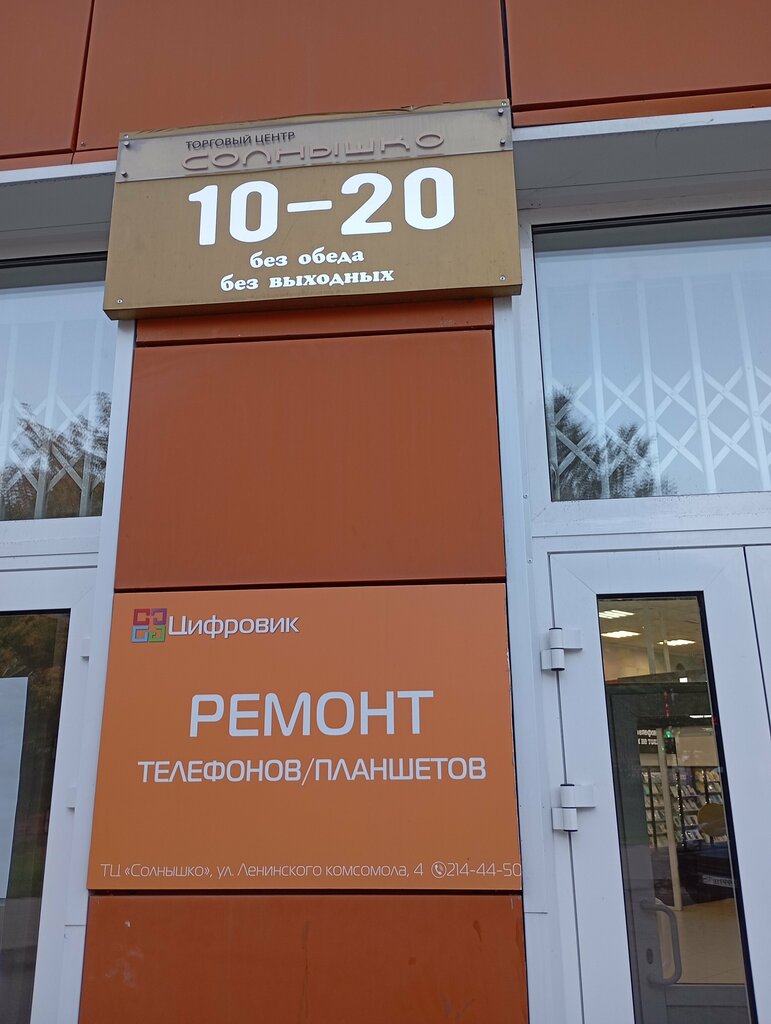 ТОРГОВЫЙ ЦЕНТР
СОЛНЫШКО
10-20
без обеда
без выходных
Цифровик
РЕМОНТ
ТЕЛЕФОНОВ/ПЛАНШЕТОВ
ТЦ «Солнышко», ул. Ленинского комсомола, 4 214-44-50